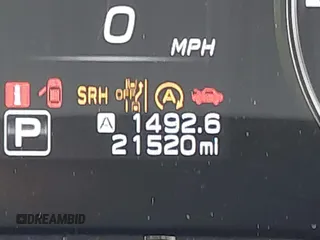 0 MPH
SRH A
P A 1492.6
21520mi
DREAMBID